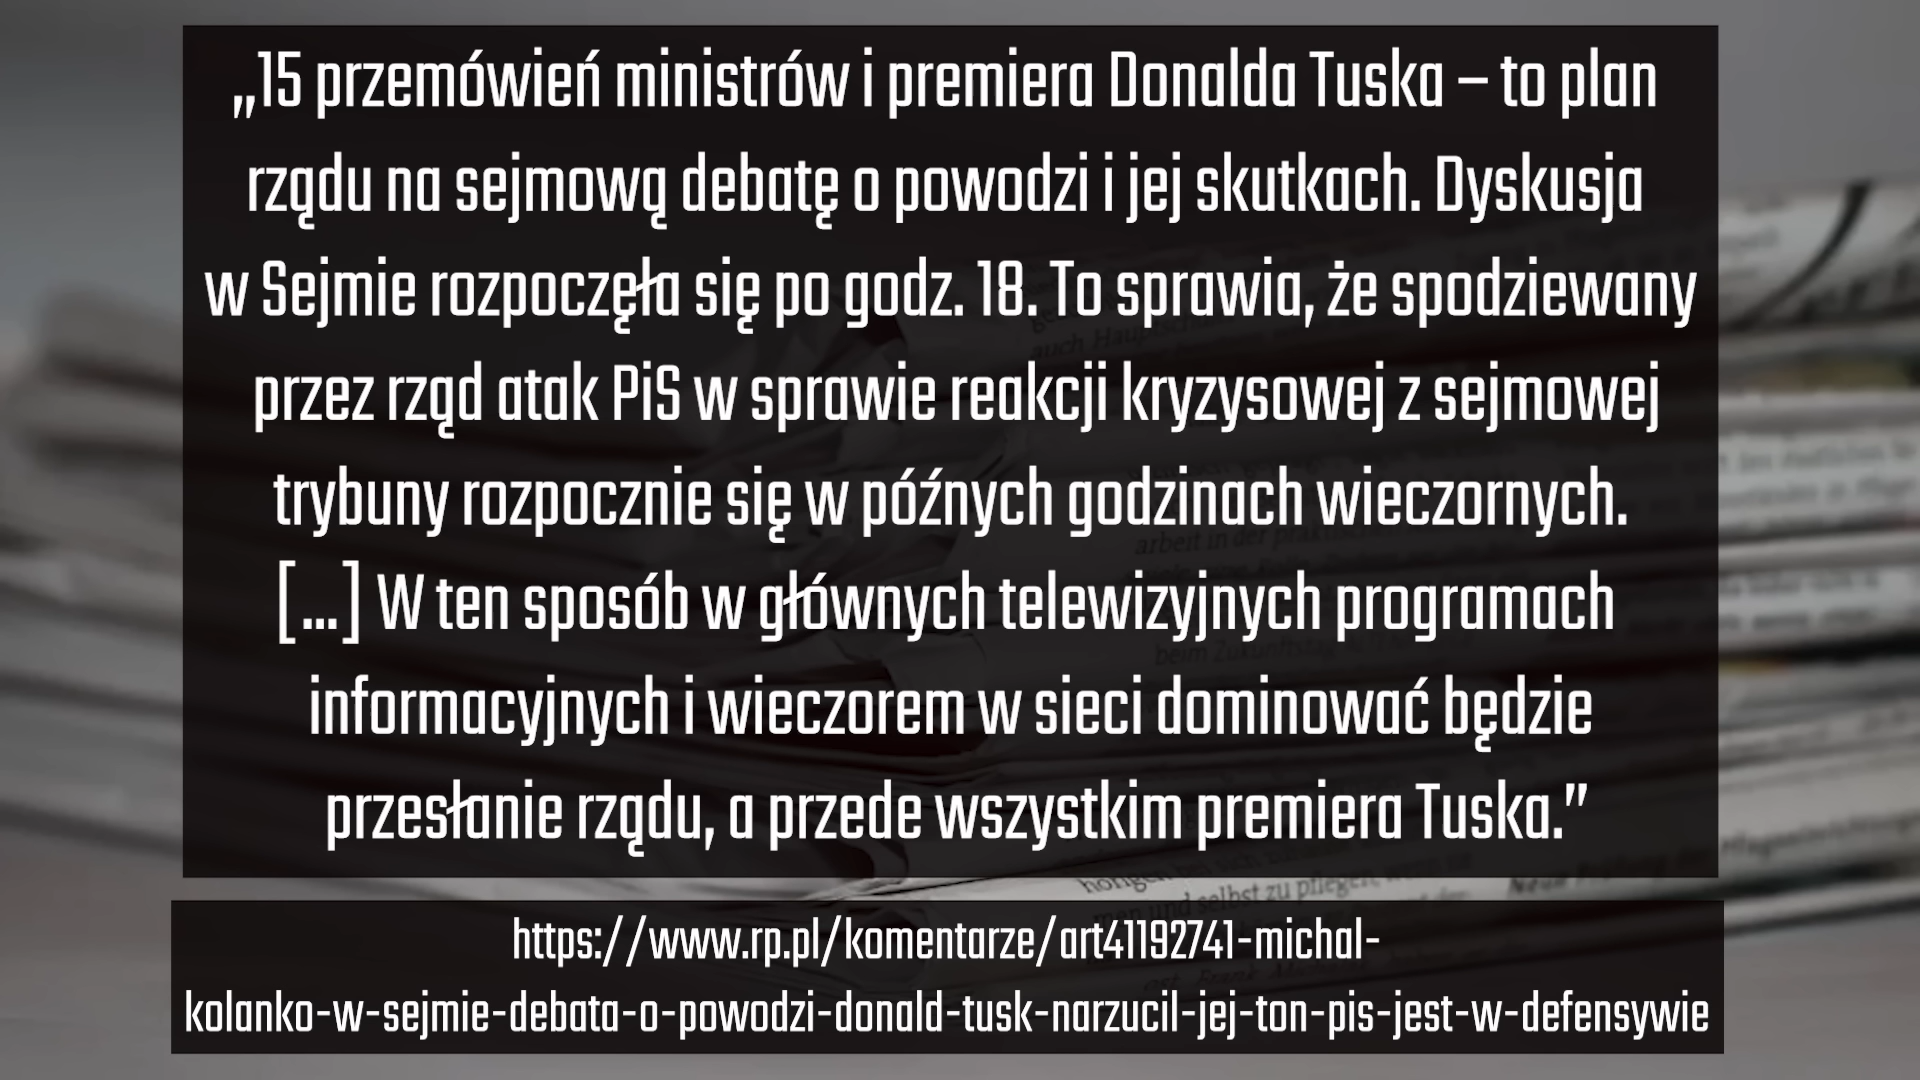 „15 przemówień ministrów i premiera Donalda Tuska – to plan
rządu na sejmową debatę o powodzi i jej skutkach. Dyskusja
w Sejmie rozpoczęła się po godz. 18. To sprawia, że spodziewany
przez rząd atak PiS w sprawie reakcji kryzysowej z sejmowej
trybuny rozpocznie się w późnych godzinach wieczornych.
[...] W ten sposób w głównych telewizyjnych programach
informacyjnych i wieczorem w sieci dominować będzie
przesłanie rządu, a przede wszystkim premiera Tuska.”
https://www.rp.pl/komentarze/art41192741-michal-
kolanko-w-sejmie-debata-o-powodzi-donald-tusk-narzucil-jej-ton-pis-jest-w-defensywie